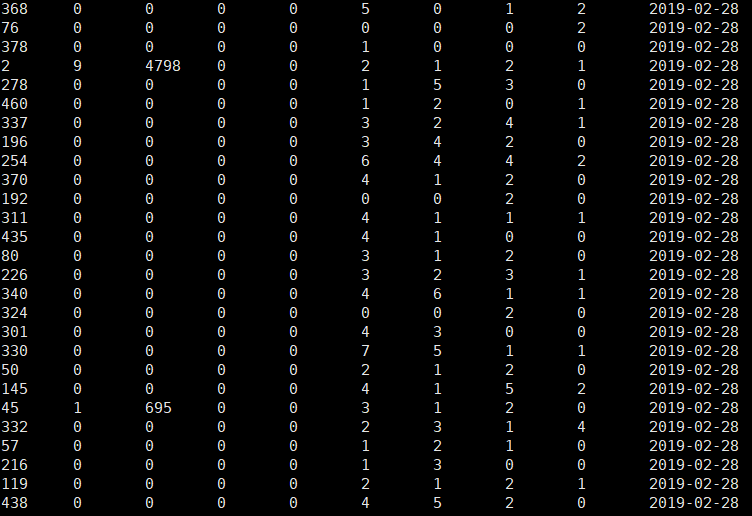 368 0 0 0 0 5 0 1 2 2019-02-28
76 0 0 0 0 0 0 0 2 2019-02-28
378 0 0 0 0 1 0 0 0 2019-02-28
2 9 4798 0 0 2 1 2 1 2019-02-28
278 0 0 0 0 1 5 3 0 2019-02-28
460 0 0 0 0 1 2 0 1 2019-02-28
337 0 0 0 0 3 2 4 1 2019-02-28
196 0 0 0 0 3 4 2 0 2019-02-28
254 0 0 0 0 6 4 4 2 2019-02-28
370 0 0 0 0 4 1 2 0 2019-02-28
192 0 0 0 0 0 0 2 0 2019-02-28
311 0 0 0 0 4 1 1 1 2019-02-28
435 0 0 0 0 4 1 0 0 2019-02-28
80 0 0 0 0 3 1 2 0 2019-02-28
226 0 0 0 0 3 2 3 1 2019-02-28
340 0 0 0 0 4 6 1 1 2019-02-28
324 0 0 0 0 0 0 2 0 2019-02-28
301 0 0 0 0 4 3 0 0 2019-02-28
330 0 0 0 0 7 5 1 1 2019-02-28
50 0 0 0 0 2 1 2 0 2019-02-28
145 0 0 0 0 4 1 5 2 2019-02-28
45 1 695 0 0 3 1 2 0 2019-02-28
332 0 0 0 0 2 3 1 4 2019-02-28
57 0 0 0 0 1 2 1 0 2019-02-28
216 0 0 0 0 1 3 0 0 2019-02-28
119 0 0 0 0 2 1 2 1 2019-02-28
438 0 0 0 0 4 5 2 0 2019-02-28